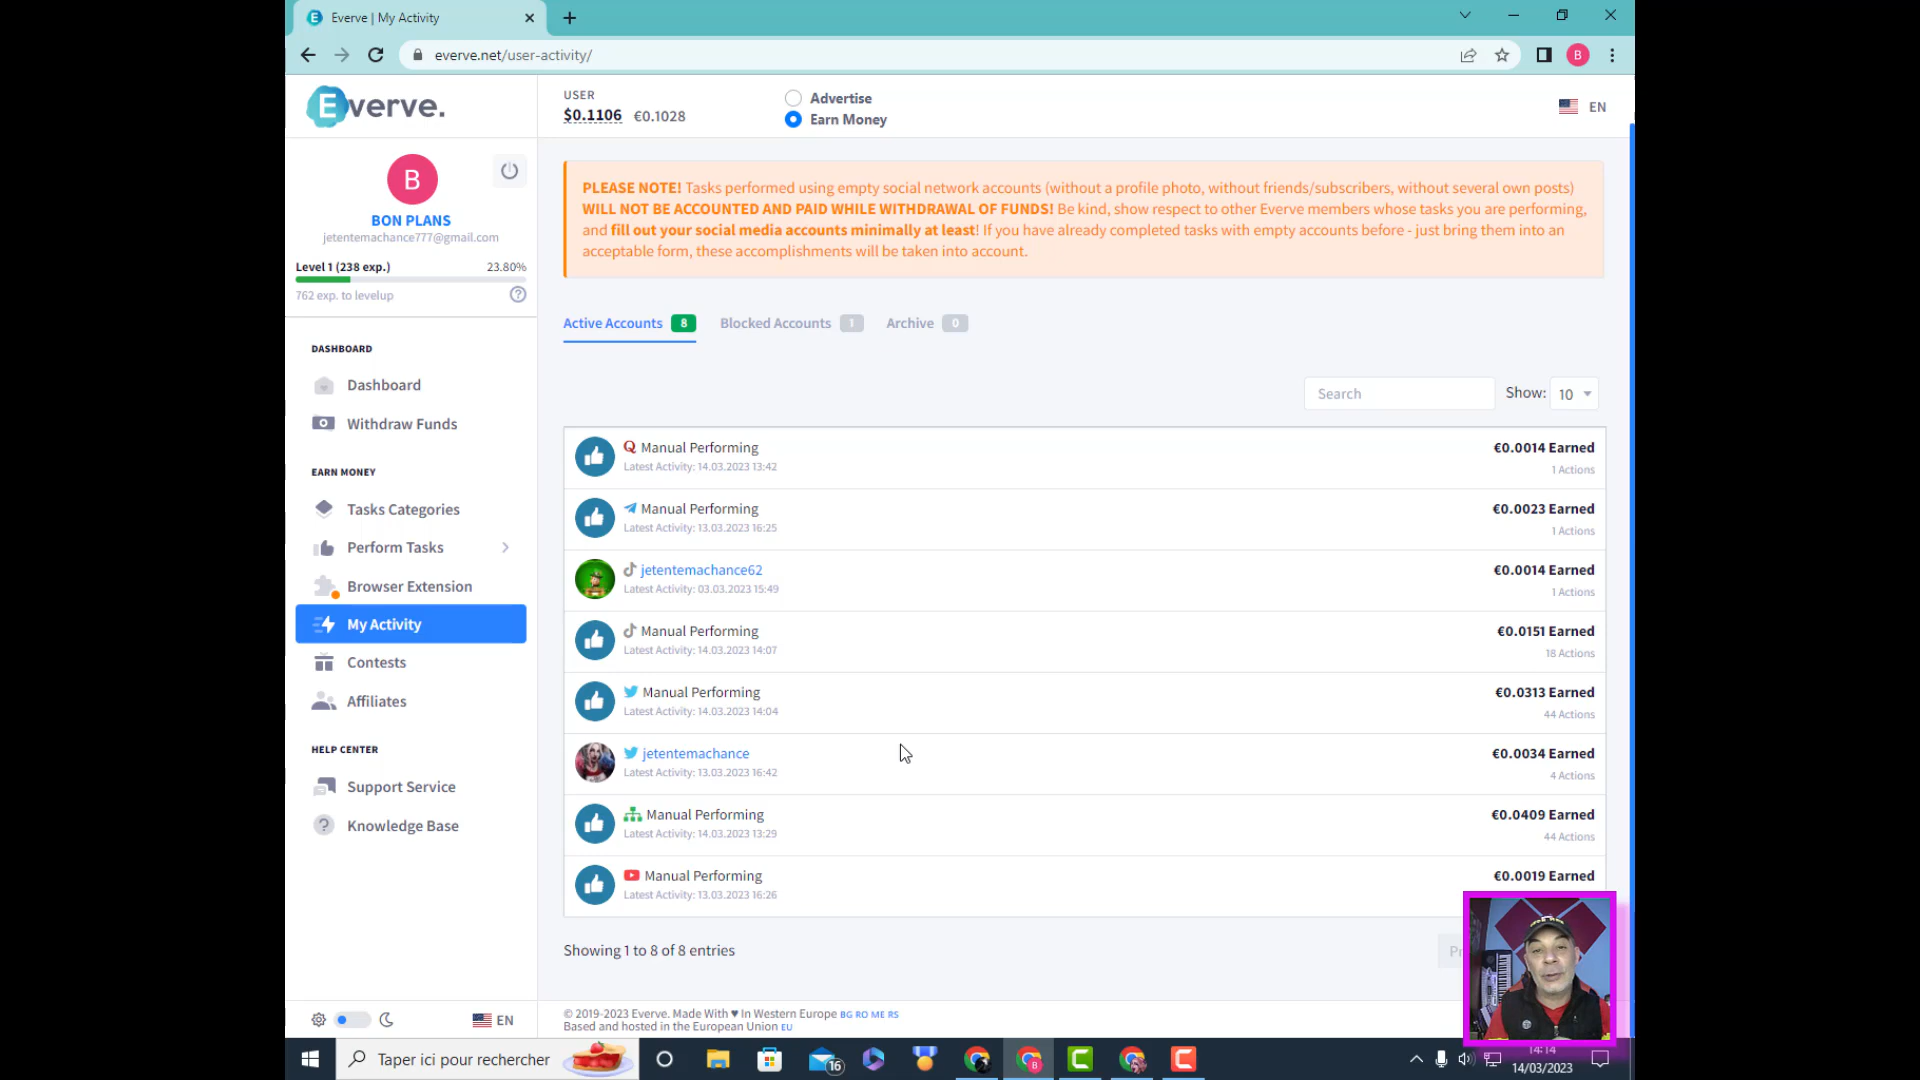 Everve | My Activity
everve.net/user-activity/
B
Everve.
USER
$0.1106 €0.1028
Advertise
Earn Money
EN
B
BON PLANS
jetentemachance777@gmail.com
Level 1 (238 exp.) 23.80%
762 exp. to levelup
DASHBOARD
Dashboard
Withdraw Funds
EARN MONEY
Tasks Categories
Perform Tasks
Browser Extension
My Activity
Contests
Affiliates
HELP CENTER
Support Service
Knowledge Base
EN
PLEASE NOTE! Tasks performed using empty social network accounts (without a profile photo, without friends/subscribers, without several own posts)
WILL NOT BE ACCOUNTED AND PAID WHILE WITHDRAWAL OF FUNDS! Be kind, show respect to other Everve members whose tasks you are performing,
and fill out your social media accounts minimally at least! If you have already completed tasks with empty accounts before - just bring them into an
acceptable form, these accomplishments will be taken into account.
Active Accounts 8 Blocked Accounts 1 Archive 0
Search Show: 10
Manual Performing €0.0014 Earned
Latest Activity: 14.03.2023 13:42 1 Actions
Manual Performing €0.0023 Earned
Latest Activity: 13.03.2023 16:25 1 Actions
jetentemachance62 €0.0014 Earned
Latest Activity: 03.03.2023 15:49 1 Actions
Manual Performing €0.0151 Earned
Latest Activity: 14.03.2023 14:07 18 Actions
Manual Performing €0.0313 Earned
Latest Activity: 14.03.2023 14:04 44 Actions
jetentemachance €0.0034 Earned
Latest Activity: 13.03.2023 16:42 4 Actions
Manual Performing €0.0409 Earned
Latest Activity: 14.03.2023 13:29 44 Actions
Manual Performing €0.0019 Earned
Latest Activity: 13.03.2023 16:26
Showing 1 to 8 of 8 entries
© 2019-2023 Everve. Made With ♥ In Western Europe BG RO ME RS
Based and hosted in the European Union EU
Taper ici pour rechercher
16
14:14
14/03/2023